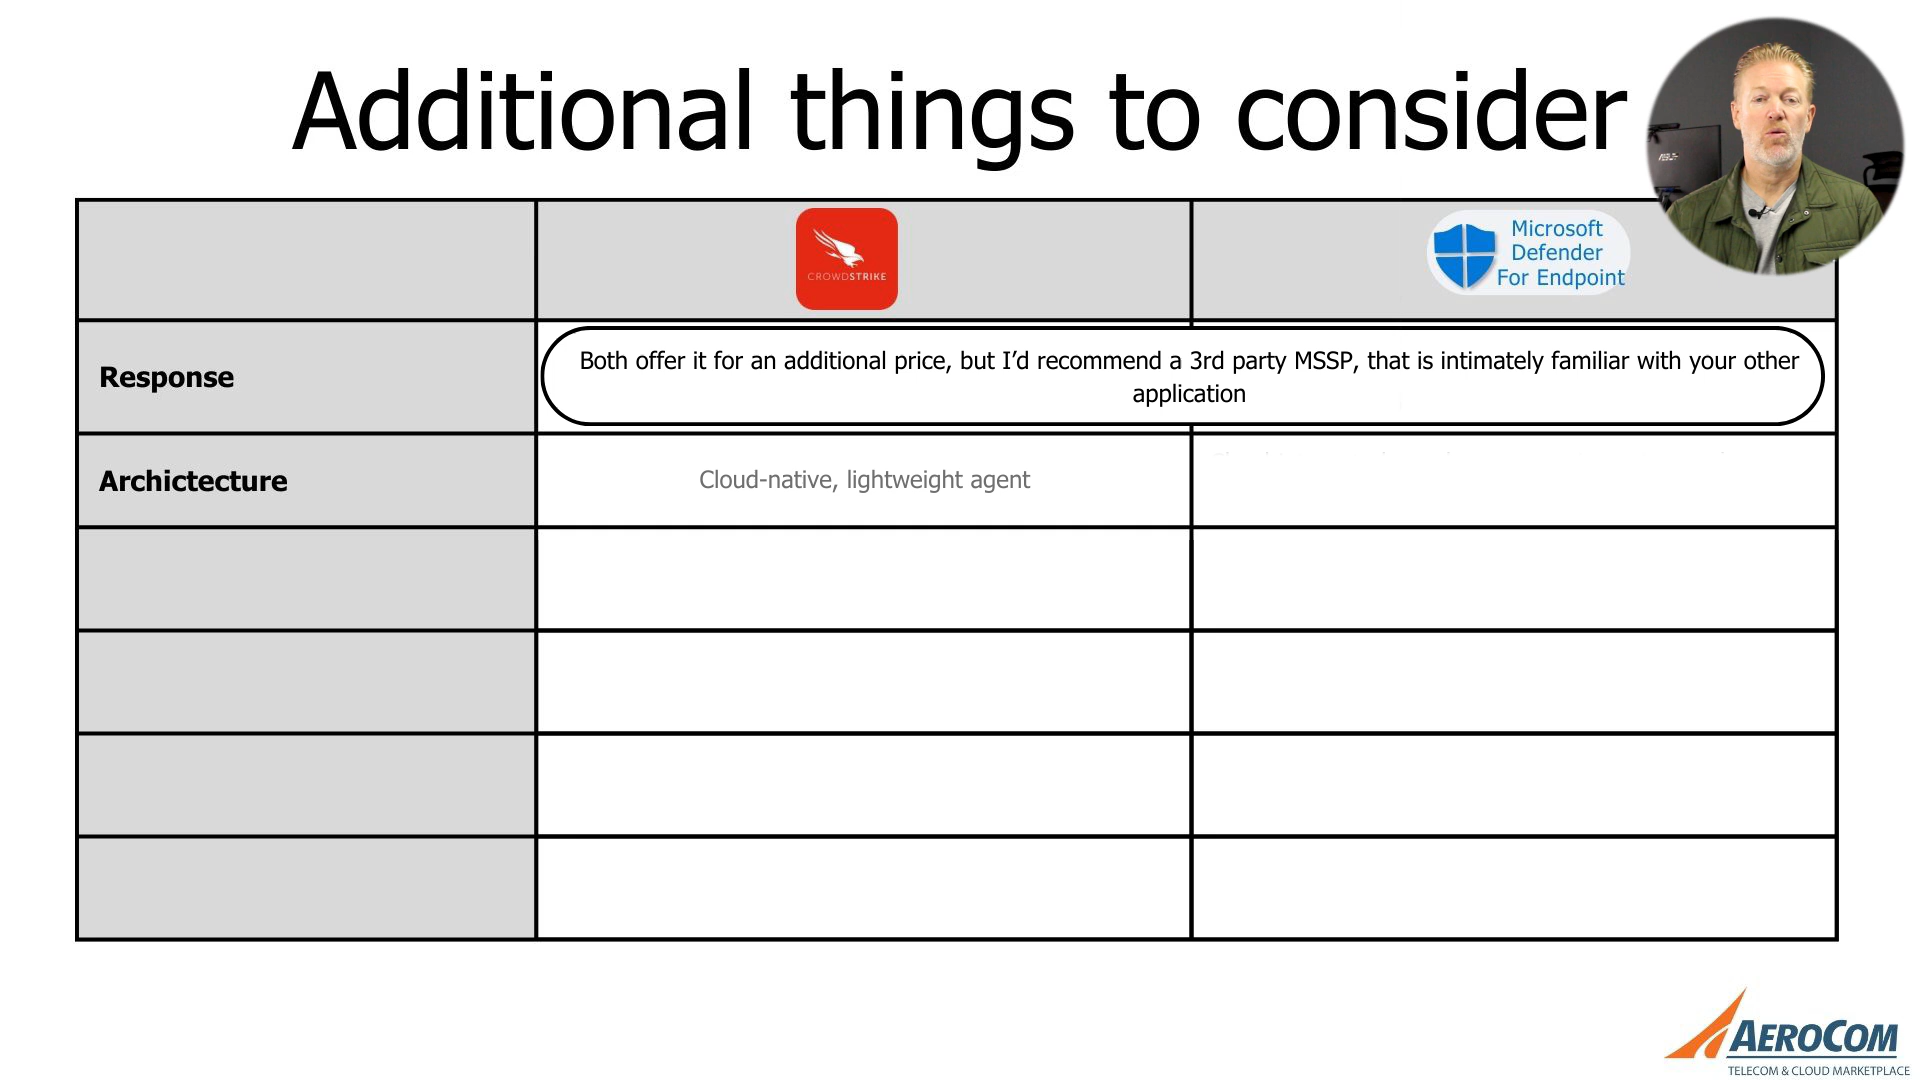 Additional things to consider
CROWDSTRIKE
Microsoft
Defender
For Endpoint
Response
Both offer it for an additional price, but I’d recommend a 3rd party MSSP, that is intimately familiar with your other
application
Archictecture
Cloud-native, lightweight agent
AEROCOM
TELECOM & CLOUD MARKETPLACE